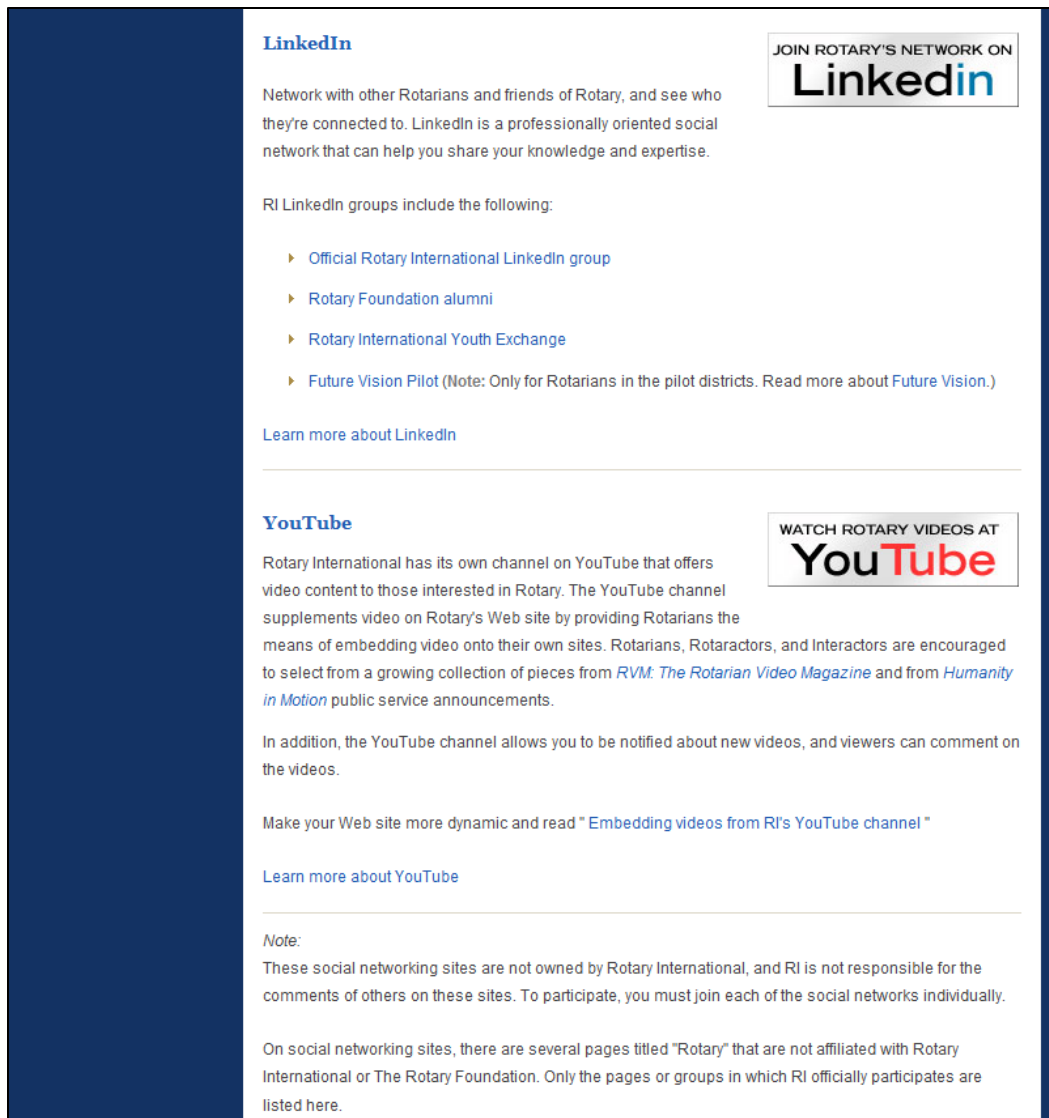 LinkedIn
JOIN ROTARY'S NETWORK ON
Linkedin
Network with other Rotarians and friends of Rotary, and see who
they're connected to. LinkedIn is a professionally oriented social
network that can help you share your knowledge and expertise.
RI LinkedIn groups include the following:
Official Rotary International LinkedIn group
Rotary Foundation alumni
Rotary International Youth Exchange
Future Vision Pilot (Note: Only for Rotarians in the pilot districts. Read more about Future Vision.)
Learn more about LinkedIn
YouTube
WATCH ROTARY VIDEOS AT
YouTube
Rotary International has its own channel on YouTube that offers
video content to those interested in Rotary. The YouTube channel
supplements video on Rotary's Web site by providing Rotarians the
means of embedding video onto their own sites. Rotarians, Rotaractors, and Interactors are encouraged
to select from a growing collection of pieces from RVM: The Rotarian Video Magazine and from Humanity
in Motion public service announcements.
In addition, the YouTube channel allows you to be notified about new videos, and viewers can comment on
the videos.
Make your Web site more dynamic and read " Embedding videos from RI's YouTube channel "
Learn more about YouTube
Note:
These social networking sites are not owned by Rotary International, and RI is not responsible for the
comments of others on these sites. To participate, you must join each of the social networks individually.
On social networking sites, there are several pages titled "Rotary" that are not affiliated with Rotary
International or The Rotary Foundation. Only the pages or groups in which RI officially participates are
listed here.